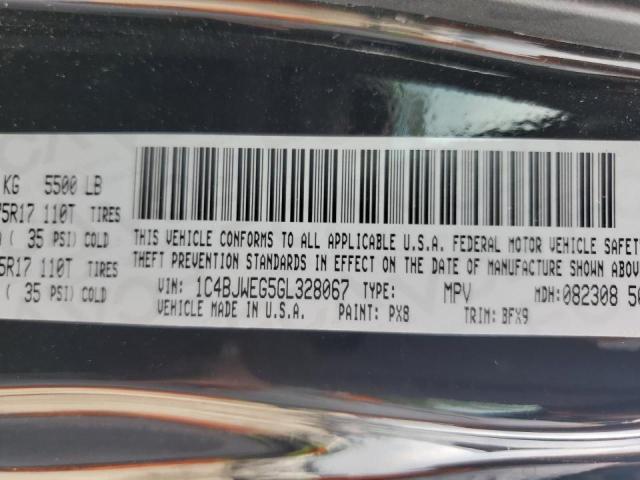 KG 5500 LB
5R17 110T TIRES
( 35 PSI) COLD
5R17 110T TIRES
( 35 PSI) COLD
THIS VEHICLE CONFORMS TO ALL APPLICABLE U.S.A. FEDERAL MOTOR VEHICLE SAFETY
THEFT PREVENTION STANDARDS IN EFFECT ON THE DATE OF MANUFACTURE SHOWN ABOVE
VIN: 1C4BJWEG5GL328067 TYPE: MPV MDH:082308
VEHICLE MADE IN U.S.A. PAINT: PX8 TRIM: BFX9